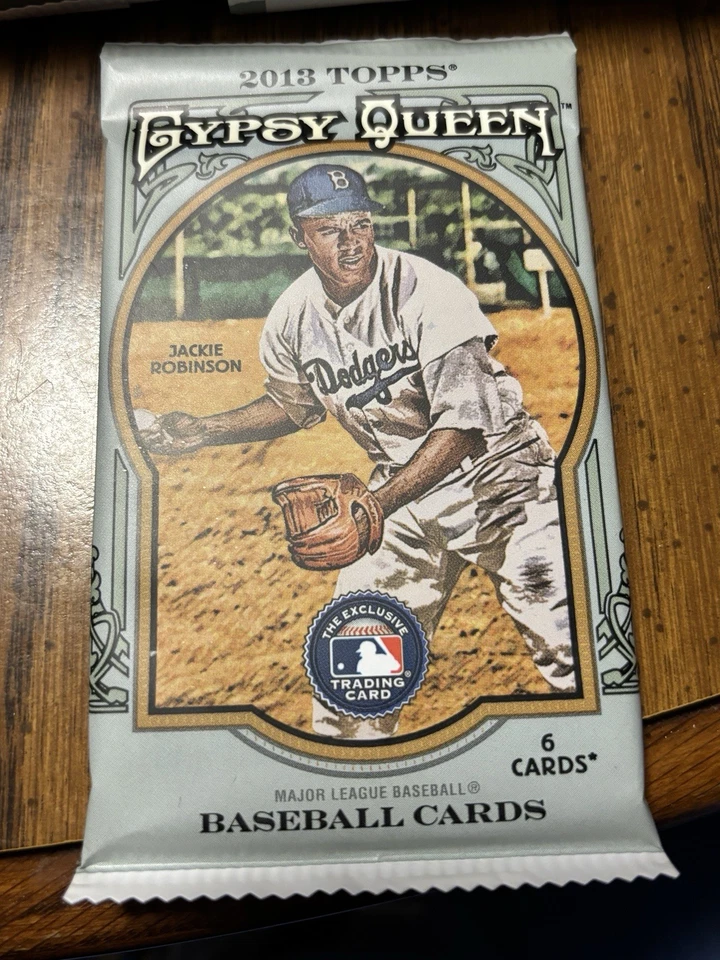 2013 TOPPS®
GYPSY QUEEN™
B
JACKIE
ROBINSON
Dodgers
THE EXCLUSIVE
®
TRADING
CARD
6
CARDS*
MAJOR LEAGUE BASEBALL®
BASEBALL CARDS